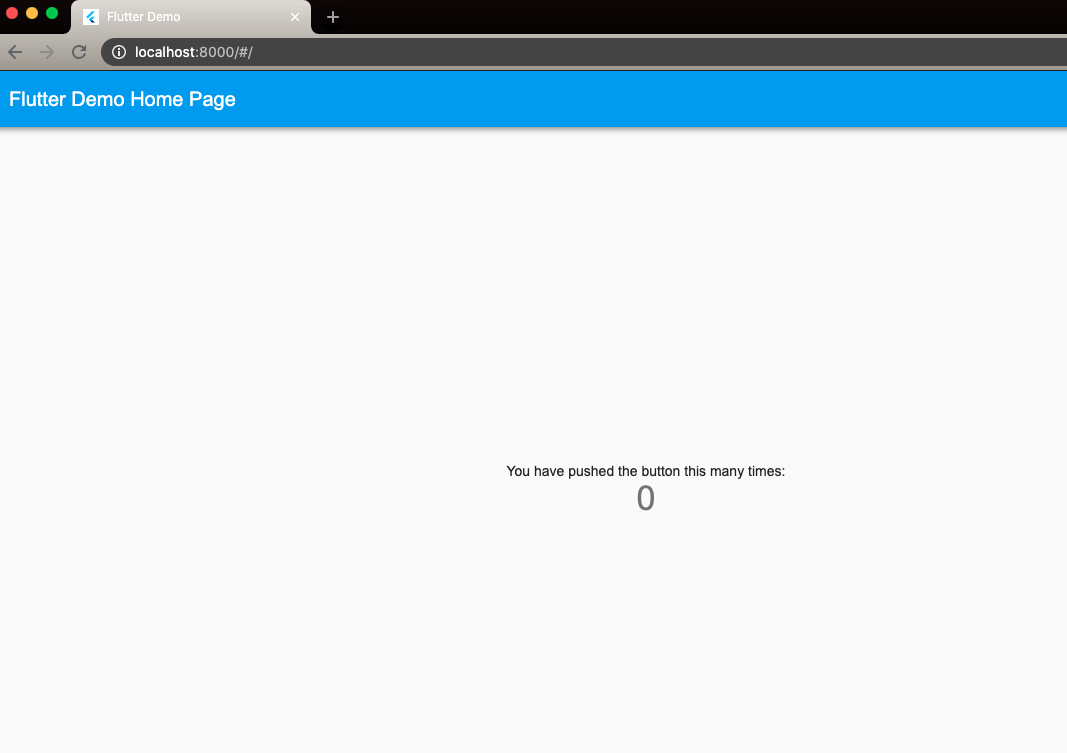 Flutter Demo
localhost:8000/#/
Flutter Demo Home Page
You have pushed the button this many times:
0